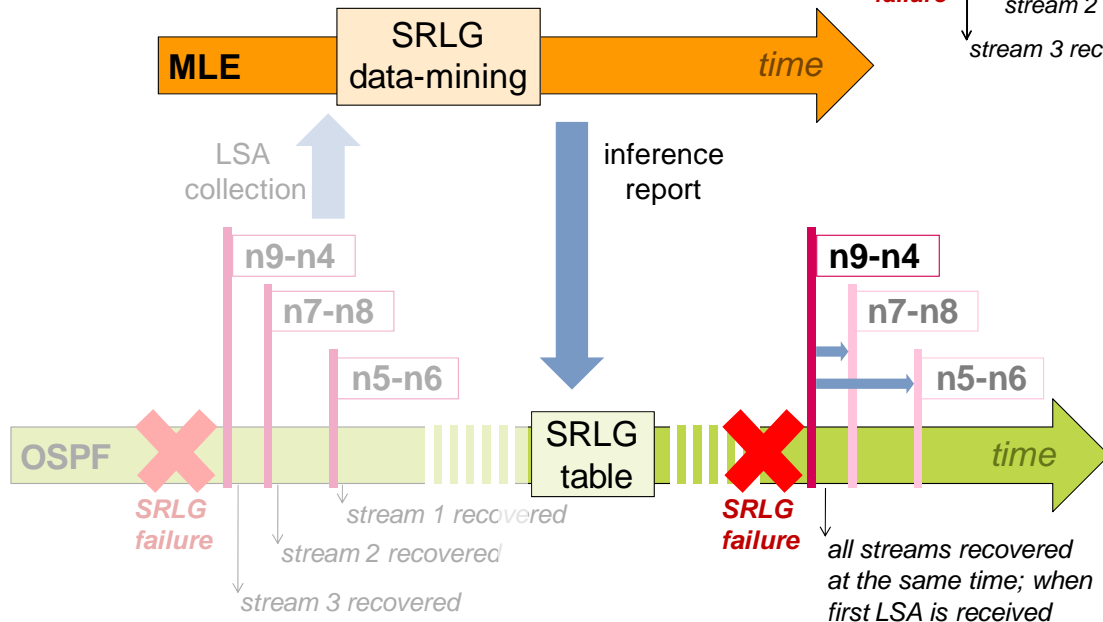 failure
stream 2
stream 3 rec
SRLG
data-mining
MLE
time
LSA
collection
inference
report
n9-n4
n7-n8
n5-n6
n9-n4
n7-n8
n5-n6
OSPF
SRLG
table
time
SRLG
failure
stream 1 recovered
stream 2 recovered
stream 3 recovered
SRLG
failure
all streams recovered
at the same time; when
first LSA is received